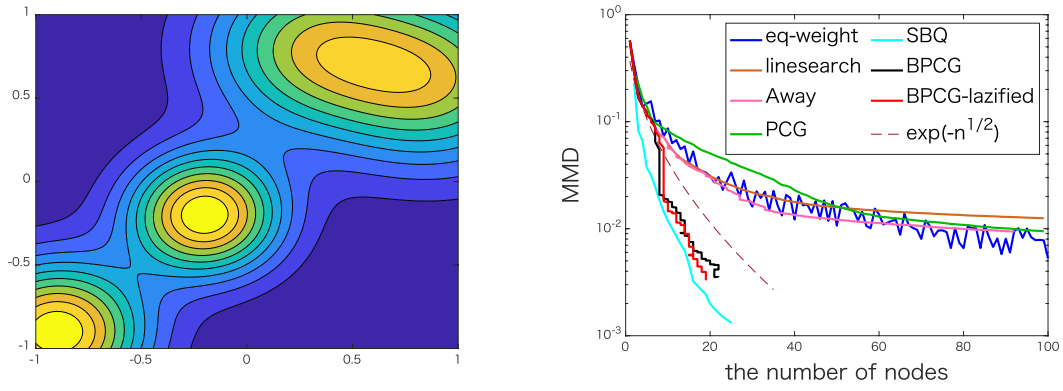 1
0.5
0
-0.5
-1
-1 -0.5 0 0.5 1
10^0
10^-1
10^-2
10^-3
MMD
eq-weight SBQ
linesearch BPCG
Away BPCG-lazified
PCG exp(-n^1/2)
0 20 40 60 80 100
the number of nodes